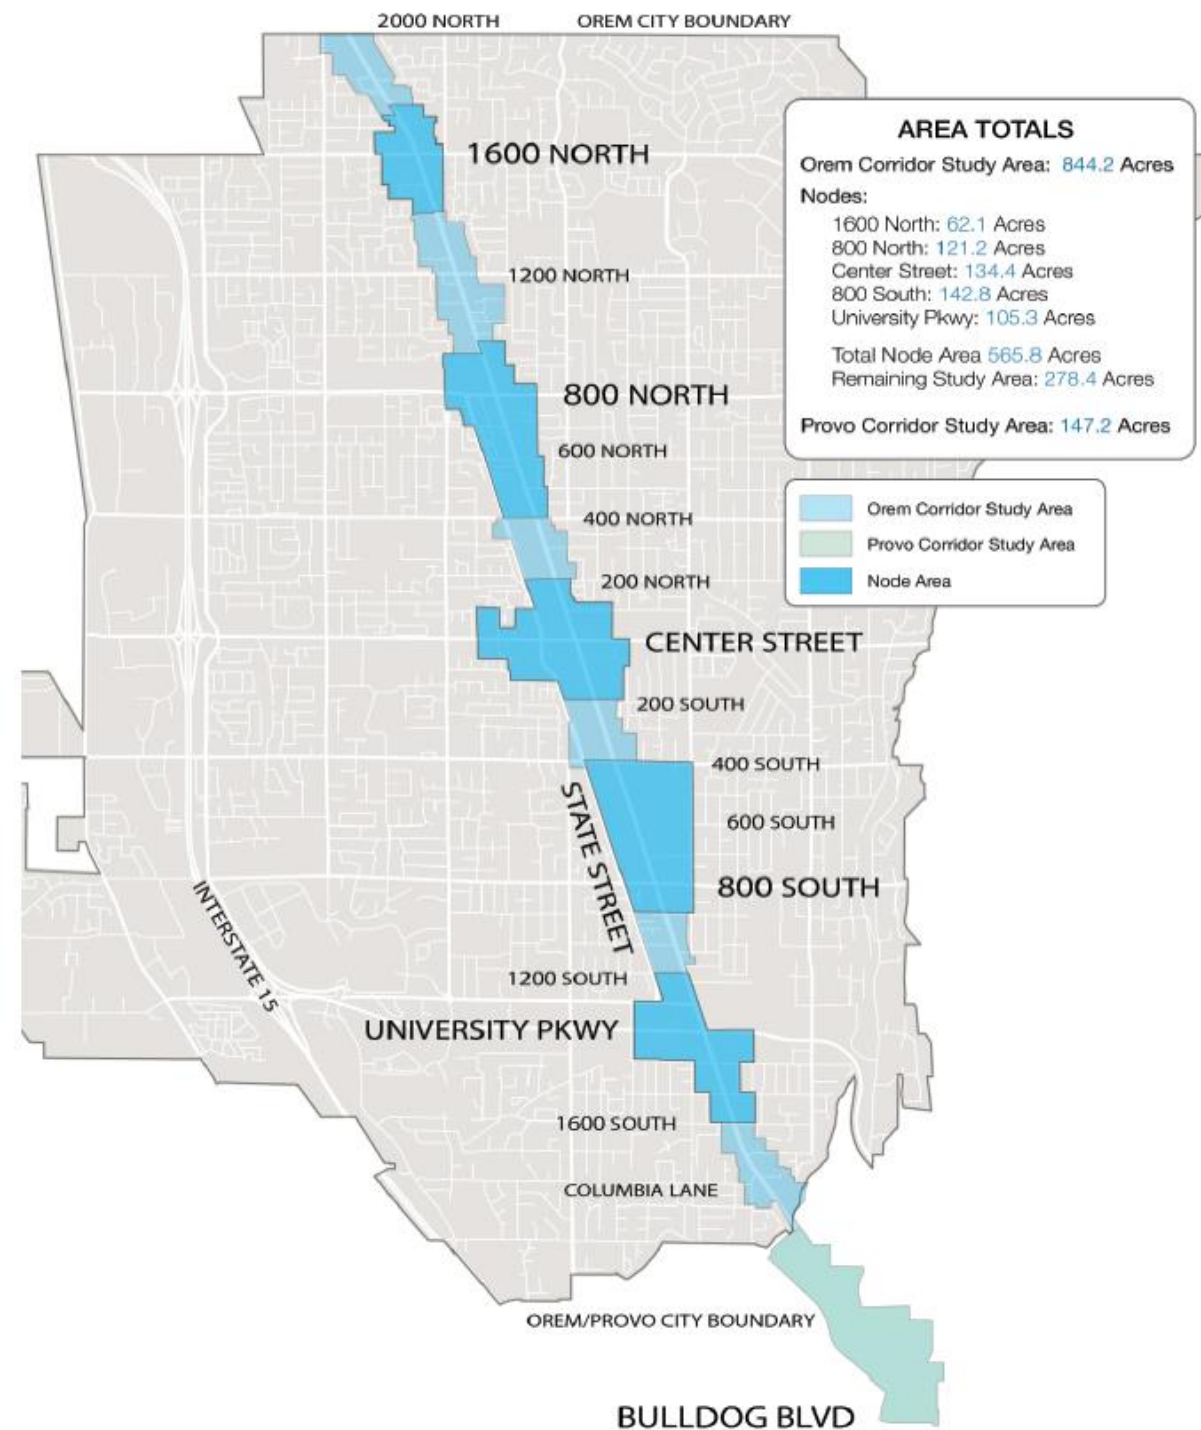 2000 NORTH
OREM CITY BOUNDARY
AREA TOTALS
Orem Corridor Study Area: 844.2 Acres
Nodes:
1600 North: 62.1 Acres
800 North: 121.2 Acres
Center Street: 134.4 Acres
800 South: 142.8 Acres
University Pkwy: 105.3 Acres
Total Node Area 565.8 Acres
Remaining Study Area: 278.4 Acres
Provo Corridor Study Area: 147.2 Acres
Orem Corridor Study Area
Provo Corridor Study Area
Node Area
1600 NORTH
1200 NORTH
800 NORTH
600 NORTH
400 NORTH
200 NORTH
CENTER STREET
200 SOUTH
400 SOUTH
STATE STREET
600 SOUTH
800 SOUTH
INTERSTATE 15
1200 SOUTH
UNIVERSITY PKWY
1600 SOUTH
COLUMBIA LANE
OREM/PROVO CITY BOUNDARY
BULLDOG BLVD